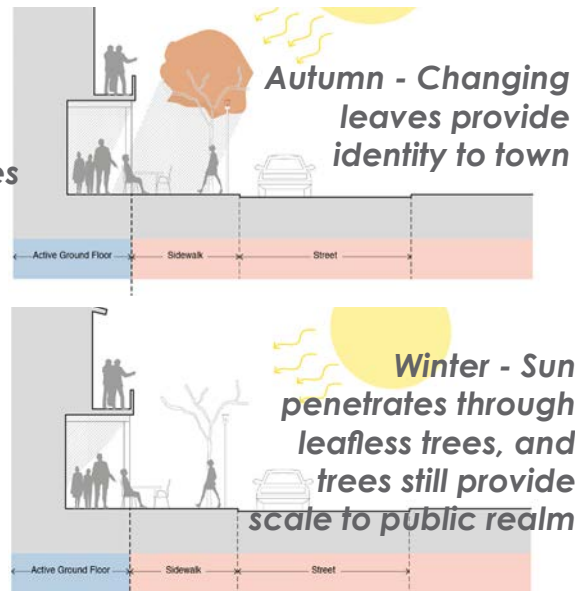 Autumn - Changing
leaves provide
identity to town
es
Active Ground Floor
Sidewalk
Street
Winter - Sun
penetrates through
leafless trees, and
trees still provide
scale to public realm
Active Ground Floor
Sidewalk
Street